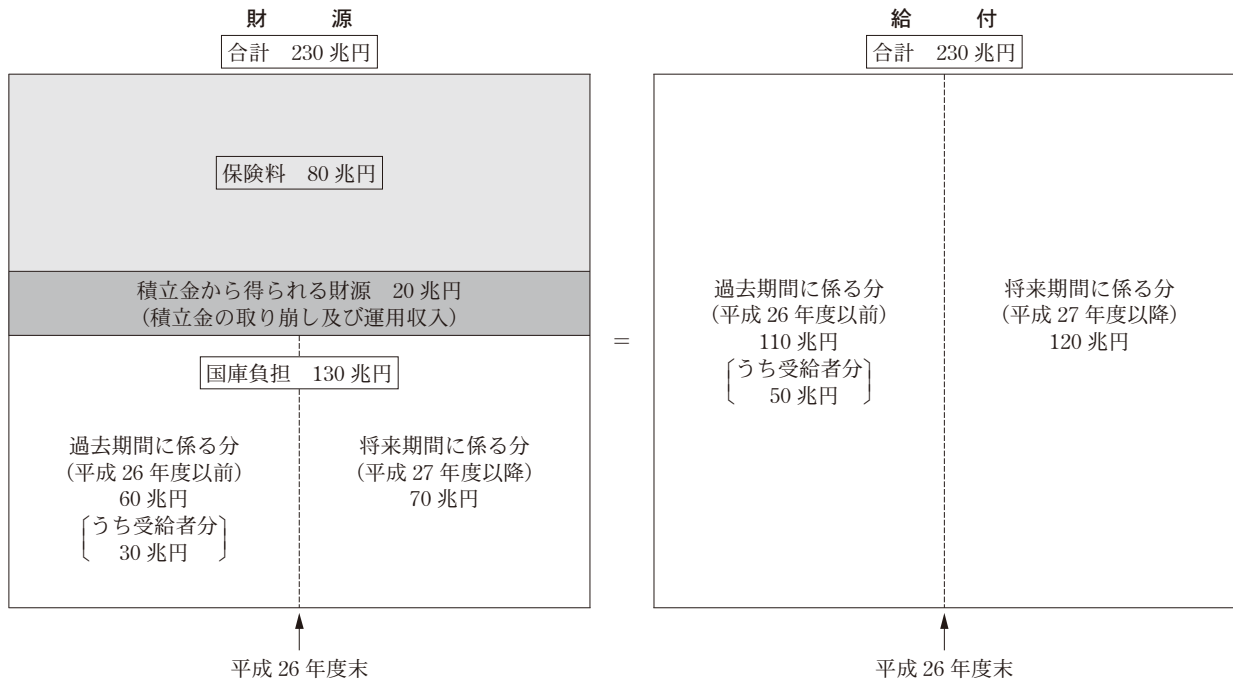 財　源
合計　230 兆円
保険料　80 兆円
積立金から得られる財源　20 兆円
(積立金の取り崩し及び運用収入)
国庫負担　130 兆円
過去期間に係る分
(平成 26 年度以前)
60 兆円
〔うち受給者分
30 兆円〕
将来期間に係る分
(平成 27 年度以降)
70 兆円
平成 26 年度末
=
給　付
合計　230 兆円
過去期間に係る分
(平成 26 年度以前)
110 兆円
〔うち受給者分
50 兆円〕
将来期間に係る分
(平成 27 年度以降)
120 兆円
平成 26 年度末